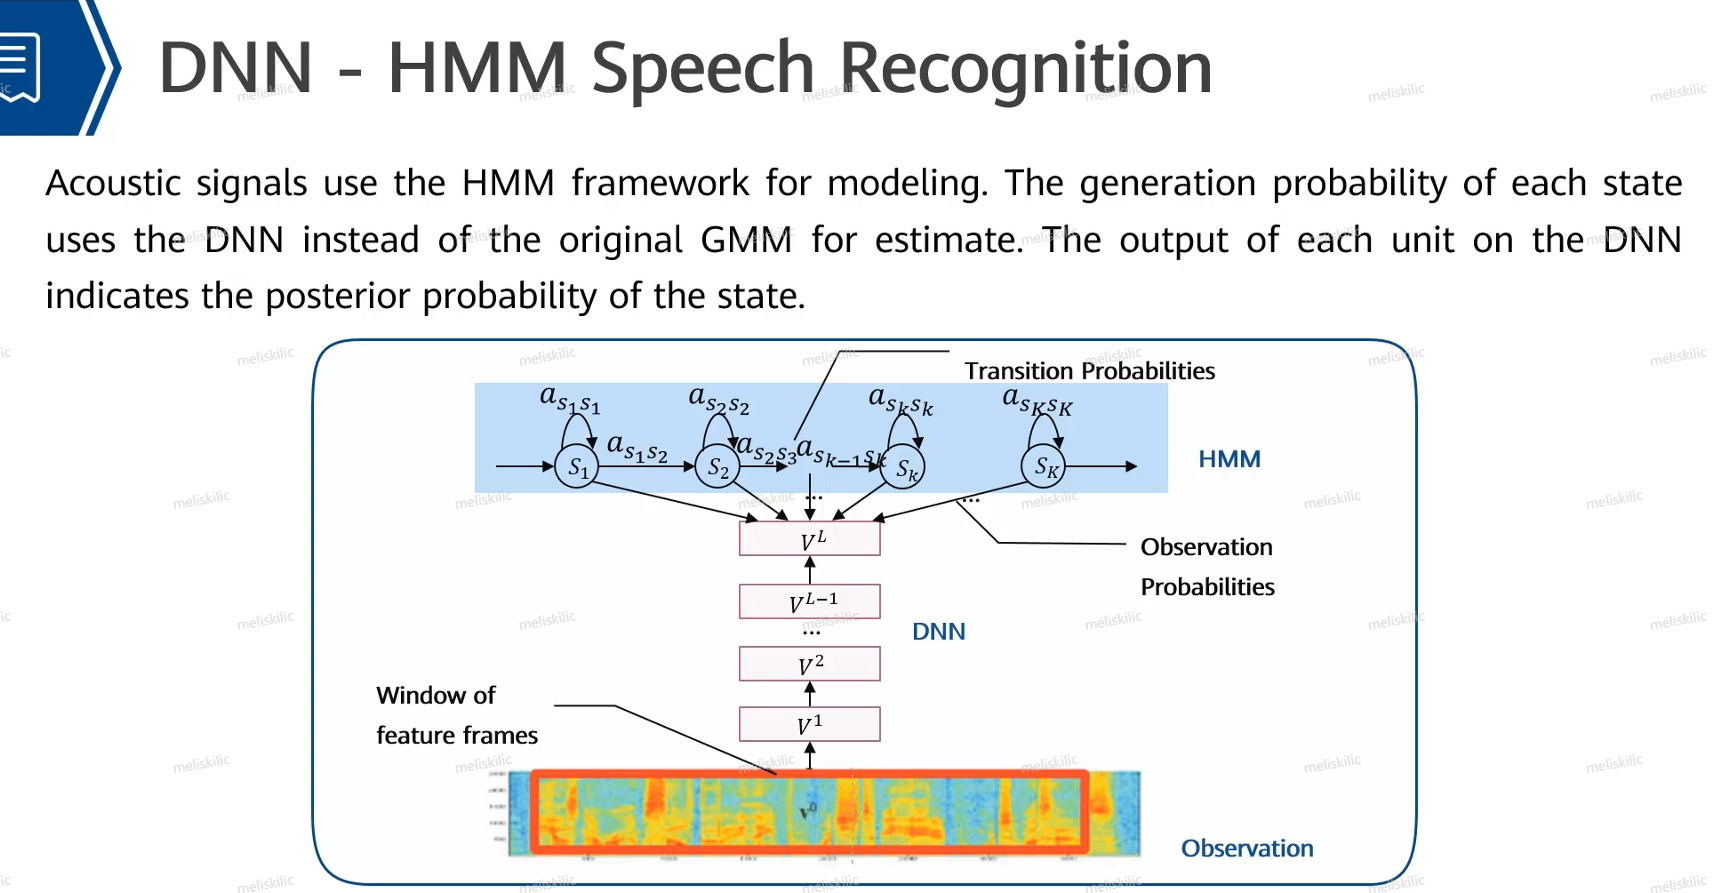 DNN - HMM Speech Recognition
Acoustic signals use the HMM framework for modeling. The generation probability of each state
uses the DNN instead of the original GMM for estimate. The output of each unit on the DNN
indicates the posterior probability of the state.
Transition Probabilities
a_{s_1s_1} a_{s_2s_2} a_{s_ks_k} a_{s_Ks_K}
a_{s_1s_2} a_{s_2s_3} a_{s_{k-1}s_k}
S_1 S_2 S_k S_K
HMM
... ...
V^L
Observation
Probabilities
V^{L-1}
...
DNN
V^2
Window of
feature frames
V^1
v^0
Observation
meliskilic